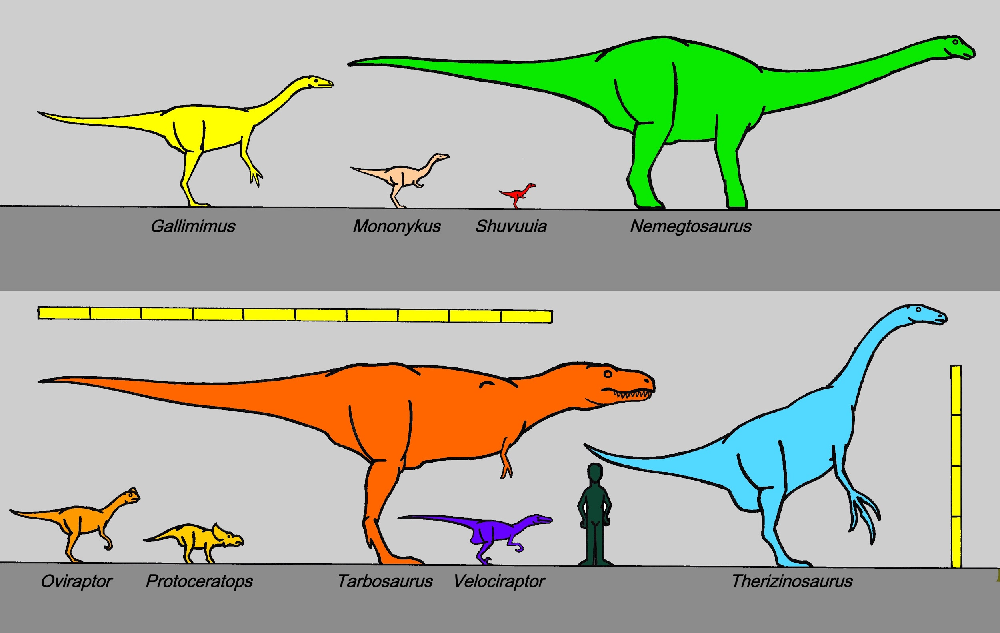 Gallimimus
Mononykus
Shuvuuia
Nemegtosaurus
Oviraptor
Protoceratops
Tarbosaurus
Velociraptor
Therizinosaurus